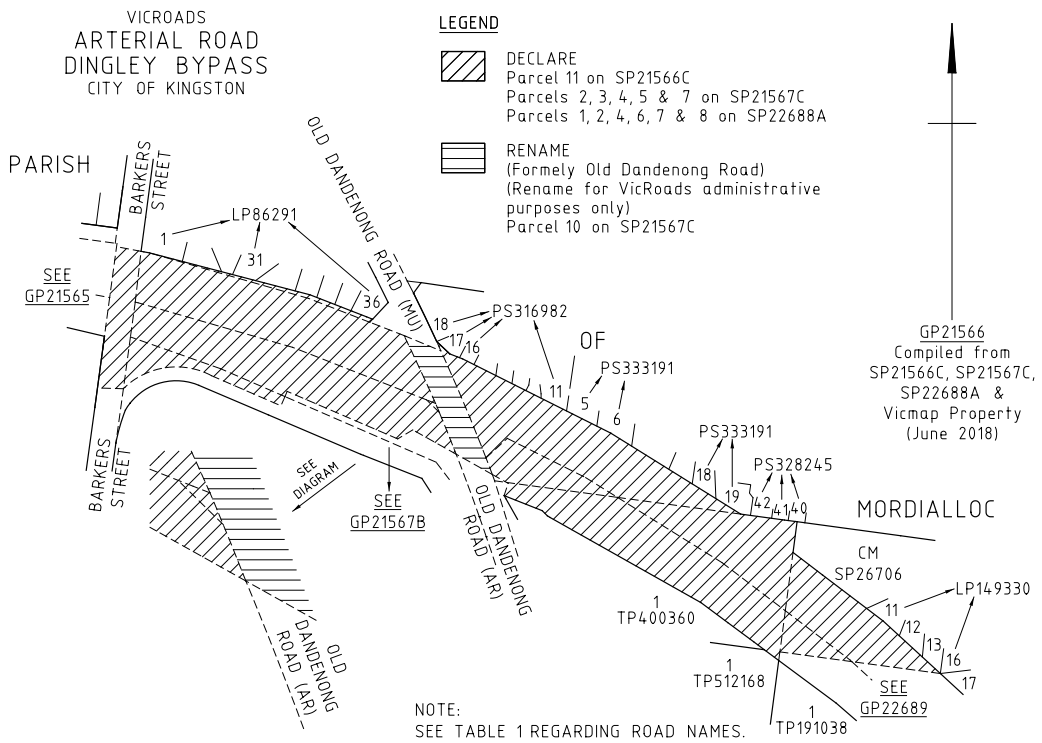 VICROADS
ARTERIAL ROAD
DINGLEY BYPASS
CITY OF KINGSTON
LEGEND
DECLARE
Parcel 11 on SP21566C
Parcels 2, 3, 4, 5 & 7 on SP21567C
Parcels 1, 2, 4, 6, 7 & 8 on SP22688A
RENAME
(Formely Old Dandenong Road)
(Rename for VicRoads administrative
purposes only)
Parcel 10 on SP21567C
PARISH
BARKERS
STREET
1
LP86291
31
36
OLD DANDENONG ROAD (MU)
SEE
GP21565
18
17
16
PS316982
11
OF
5
PS333191
6
PS333191
18
19
PS328245
42
41
40
MORDIALLOC
GP21566
Compiled from
SP21566C, SP21567C,
SP22688A &
Vicmap Property
(June 2018)
BARKERS
STREET
SEE
DIAGRAM
SEE
GP21567B
OLD DANDENONG
ROAD (AR)
CM
SP26706
11
LP149330
12
13
16
17
1
TP400360
1
TP512168
SEE
GP22689
1
TP191038
OLD
DANDENONG
ROAD (AR)
NOTE:
SEE TABLE 1 REGARDING ROAD NAMES.